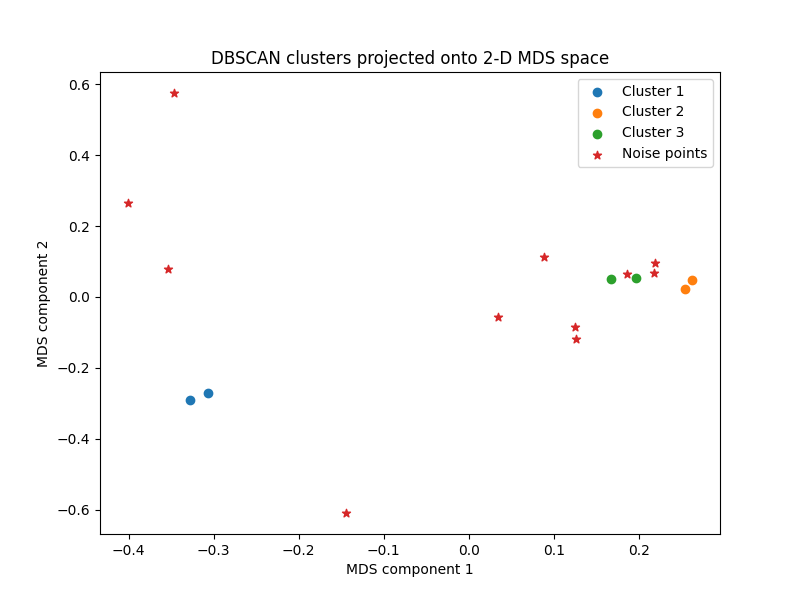 DBSCAN clusters projected onto 2-D MDS space
Cluster 1
Cluster 2
Cluster 3
Noise points
0.6
0.4
0.2
0.0
−0.2
−0.4
−0.6
MDS component 2
−0.4
−0.3
−0.2
−0.1
0.0
0.1
0.2
MDS component 1